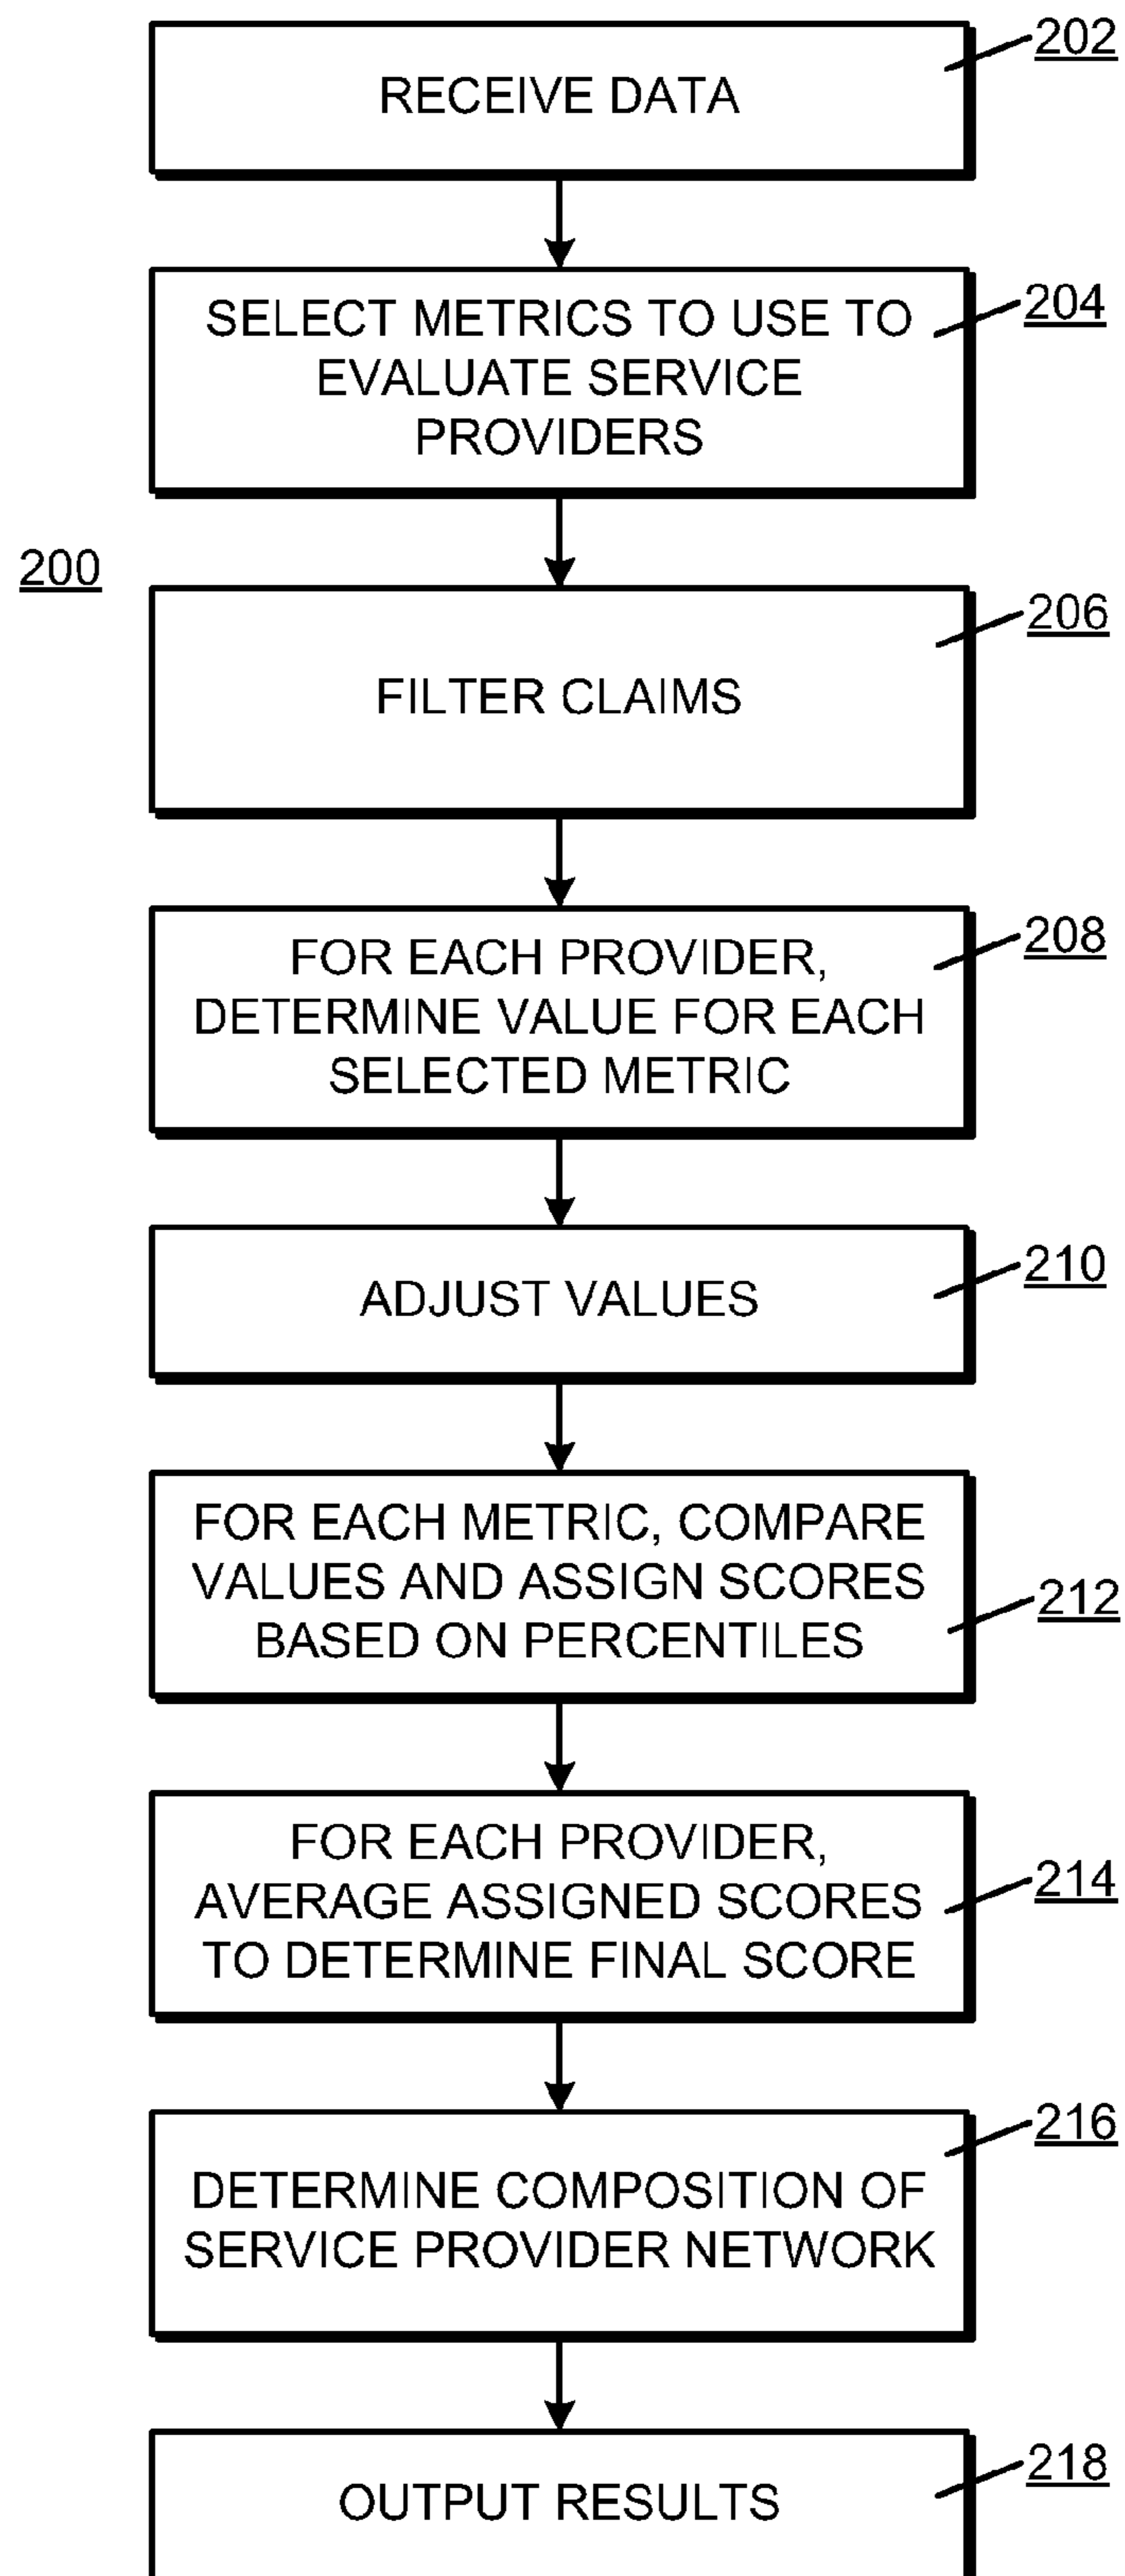 202
RECEIVE DATA
204
SELECT METRICS TO USE TO
EVALUATE SERVICE
PROVIDERS
200
206
FILTER CLAIMS
208
FOR EACH PROVIDER,
DETERMINE VALUE FOR EACH
SELECTED METRIC
210
ADJUST VALUES
FOR EACH METRIC, COMPARE
VALUES AND ASSIGN SCORES
BASED ON PERCENTILES
212
FOR EACH PROVIDER,
AVERAGE ASSIGNED SCORES
TO DETERMINE FINAL SCORE
214
216
DETERMINE COMPOSITION OF
SERVICE PROVIDER NETWORK
218
OUTPUT RESULTS